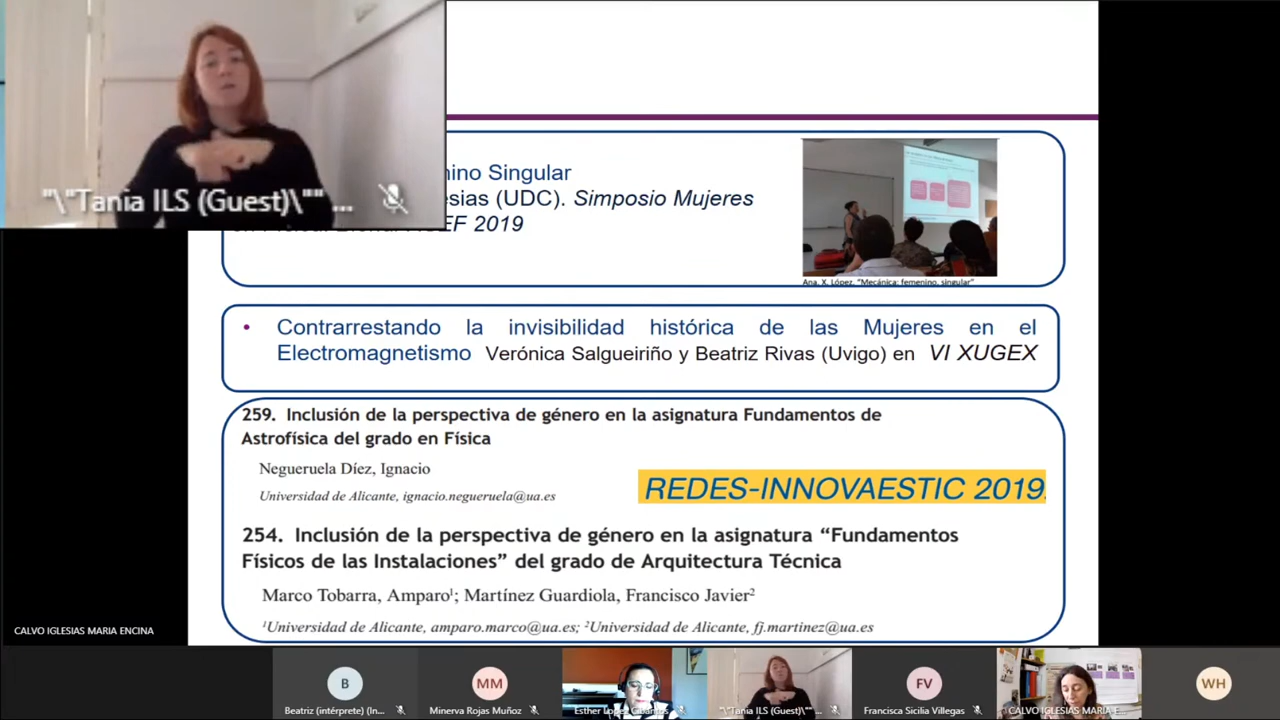 "\"Tania ILS (Guest)\"" ...
nino Singular
esias (UDC). Simposio Mujeres
EF 2019
Ana. X. López. "Mecánica: femenino, singular"
• Contrarrestando la invisibilidad histórica de las Mujeres en el
Electromagnetismo Verónica Salgueiriño y Beatriz Rivas (Uvigo) en VI XUGEX
259. Inclusión de la perspectiva de género en la asignatura Fundamentos de
Astrofísica del grado en Física
Negueruela Díez, Ignacio
Universidad de Alicante, ignacio.negueruela@ua.es
REDES-INNOVAESTIC 2019
254. Inclusión de la perspectiva de género en la asignatura “Fundamentos
Físicos de las Instalaciones” del grado de Arquitectura Técnica
Marco Tobarra, Amparo¹; Martínez Guardiola, Francisco Javier²
¹Universidad de Alicante, amparo.marco@ua.es; ²Universidad de Alicante, fj.martinez@ua.es
CALVO IGLESIAS MARIA ENCINA
B
MM
FV
WH
Beatriz (intérprete) (In...
Minerva Rojas Muñoz
Esther López
"\"Tania ILS (Guest)\"" ...
Francisca Sicilia Villegas
CALVO IGLESIAS MARIA E...